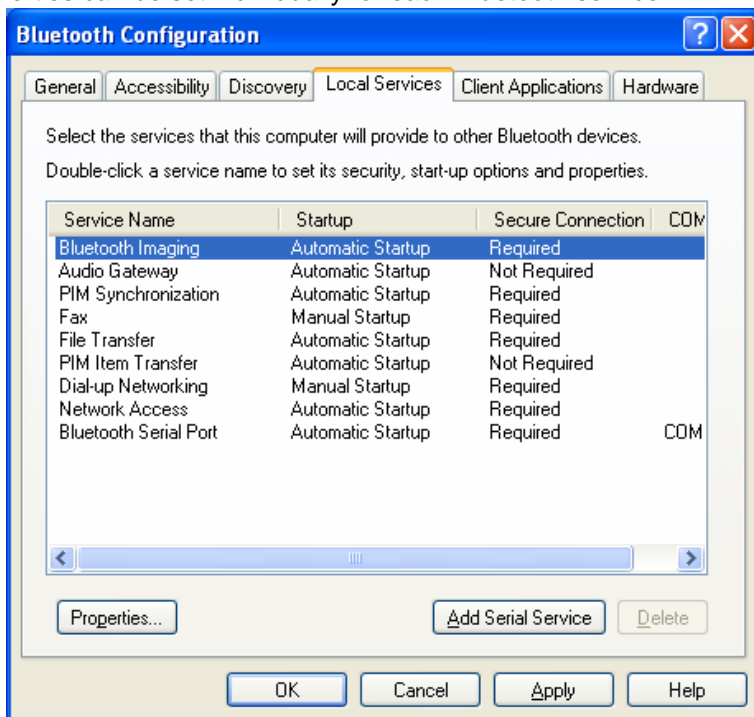 Bluetooth Configuration
General Accessibility Discovery Local Services Client Applications Hardware
Select the services that this computer will provide to other Bluetooth devices.
Double-click a service name to set its security, start-up options and properties.
Service Name Startup Secure Connection COM
Bluetooth Imaging Automatic Startup Required
Audio Gateway Automatic Startup Not Required
PIM Synchronization Automatic Startup Required
Fax Manual Startup Required
File Transfer Automatic Startup Required
PIM Item Transfer Automatic Startup Not Required
Dial-up Networking Manual Startup Required
Network Access Automatic Startup Required
Bluetooth Serial Port Automatic Startup Required COM
Properties... Add Serial Service Delete
OK Cancel Apply Help